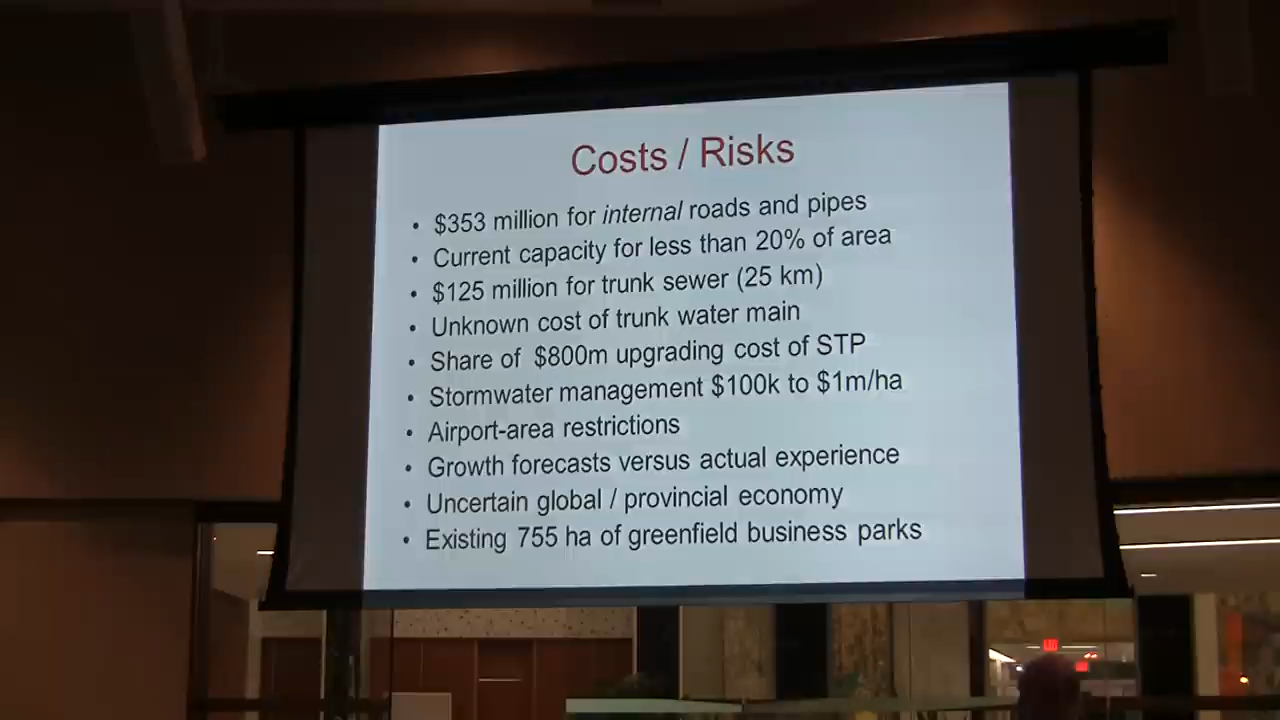 Costs / Risks
• $353 million for internal roads and pipes
• Current capacity for less than 20% of area
• $125 million for trunk sewer (25 km)
• Unknown cost of trunk water main
• Share of $800m upgrading cost of STP
• Stormwater management $100k to $1m/ha
• Airport-area restrictions
• Growth forecasts versus actual experience
• Uncertain global / provincial economy
• Existing 755 ha of greenfield business parks